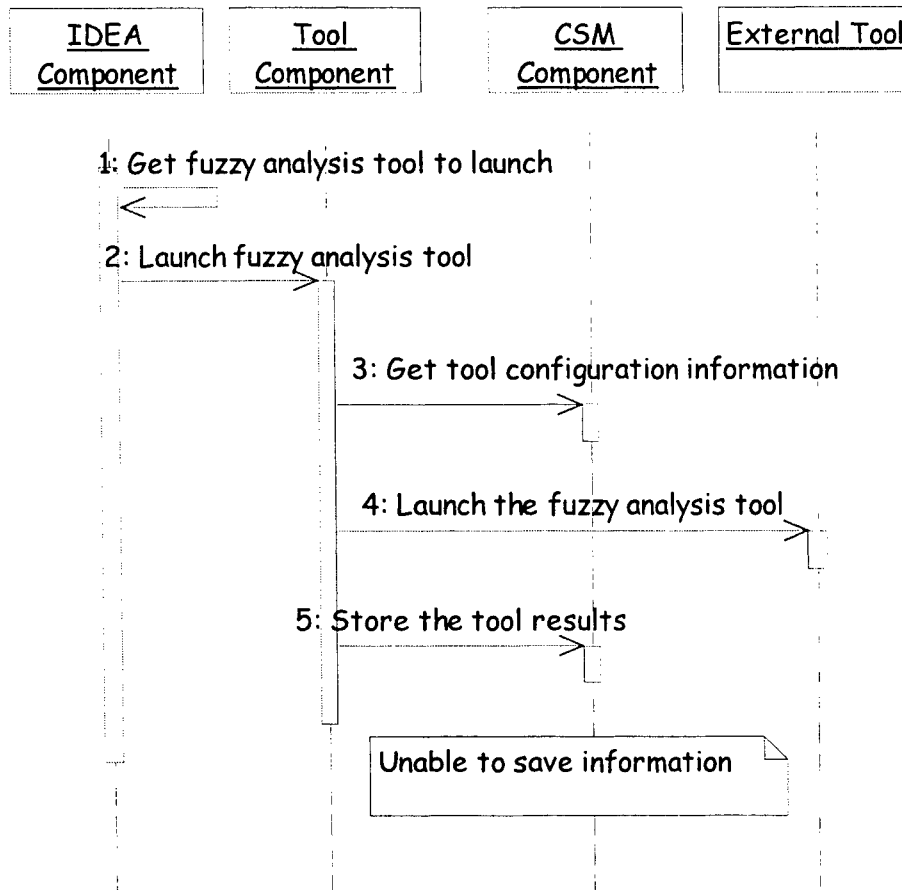 IDEA
Component
Tool
Component
CSM
Component
External Tool
1: Get fuzzy analysis tool to launch
2: Launch fuzzy analysis tool
3: Get tool configuration information
4: Launch the fuzzy analysis tool
5: Store the tool results
Unable to save information